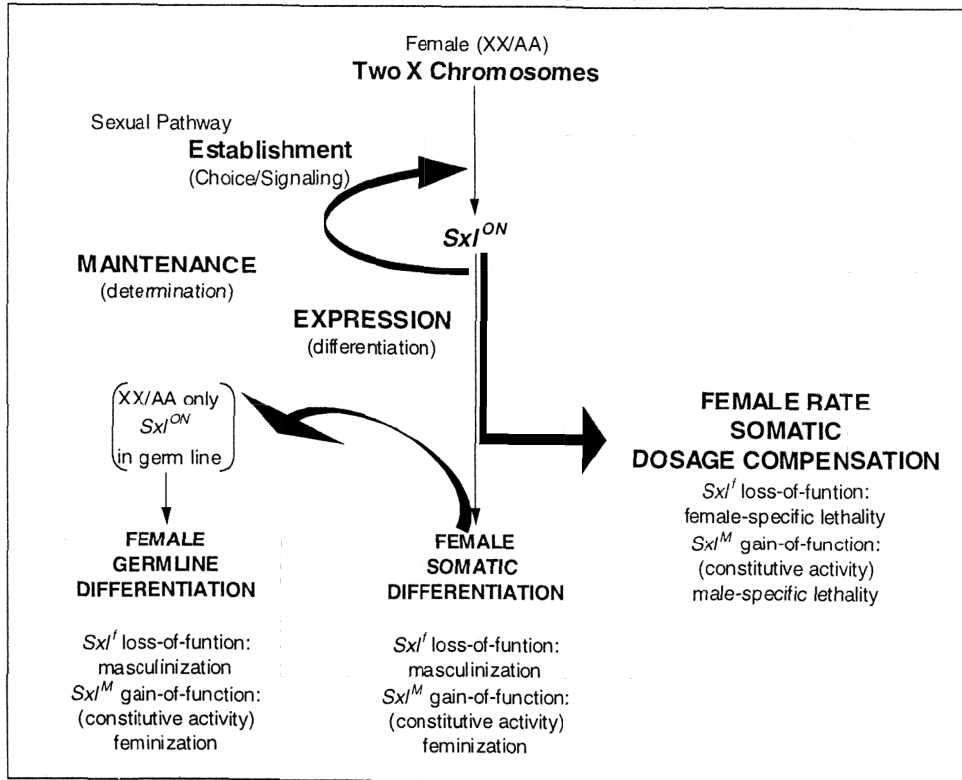 Female (XX/AA)
Two X Chromosomes
Sexual Pathway
Establishment
(Choice/Signaling)
Sxl^ON
MAINTENANCE
(determination)
EXPRESSION
(differentiation)
XX/AA only
Sxl^ON
in germ line
FEMALE
GERMLINE
DIFFERENTIATION
Sxl^f loss-of-funtion:
masculinization
Sxl^M gain-of-function:
(constitutive activity)
feminization
FEMALE
SOMATIC
DIFFERENTIATION
Sxl^f loss-of-funtion:
masculinization
Sxl^M gain-of-function:
(constitutive activity)
feminization
FEMALE RATE
SOMATIC
DOSAGE COMPENSATION
Sxl^f loss-of-funtion:
female-specific lethality
Sxl^M gain-of-function:
(constitutive activity)
male-specific lethality